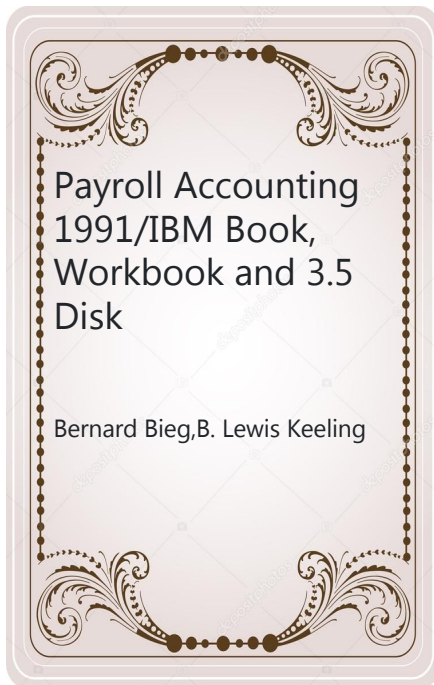 Payroll Accounting
1991/IBM Book,
Workbook and 3.5
Disk
Bernard Bieg,B. Lewis Keeling